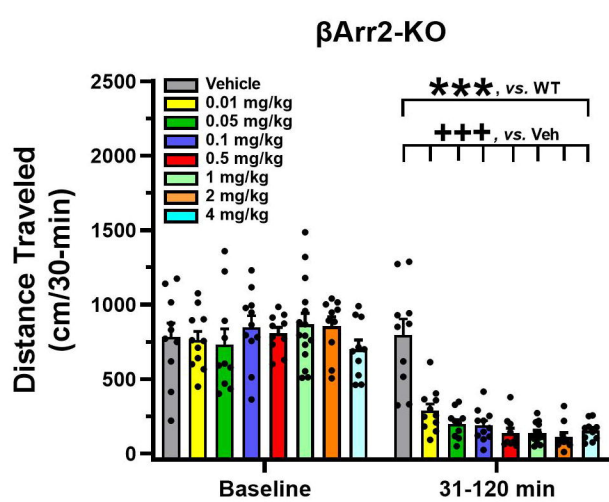 βArr2-KO
Distance Traveled
(cm/30-min)
2500
2000
1500
1000
500
0
Vehicle
0.01 mg/kg
0.05 mg/kg
0.1 mg/kg
0.5 mg/kg
1 mg/kg
2 mg/kg
4 mg/kg
***, vs. WT
+++, vs. Veh
Baseline
31-120 min